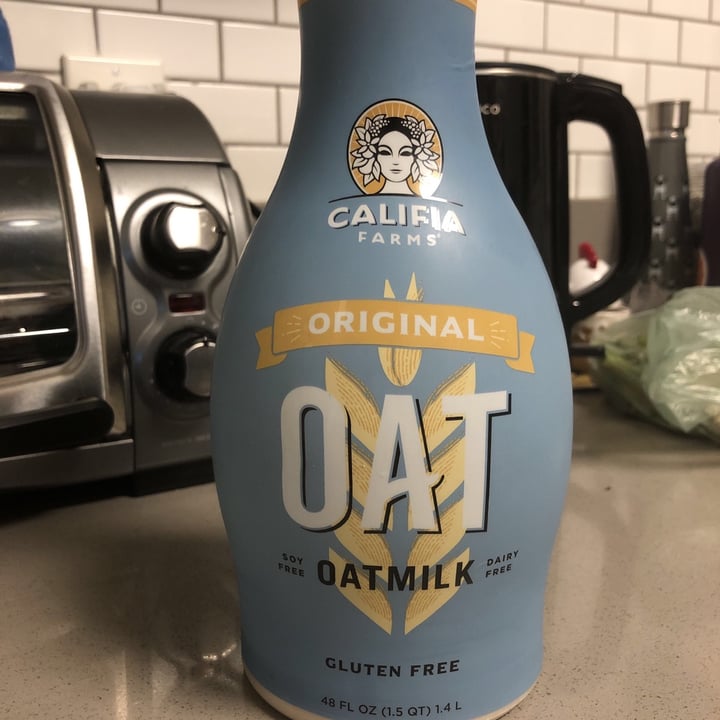 CALIFIA
FARMS
ORIGINAL
OAT
SOY FREE OATMILK DAIRY FREE
GLUTEN FREE
48 FL OZ (1.5 QT) 1.4 L
co